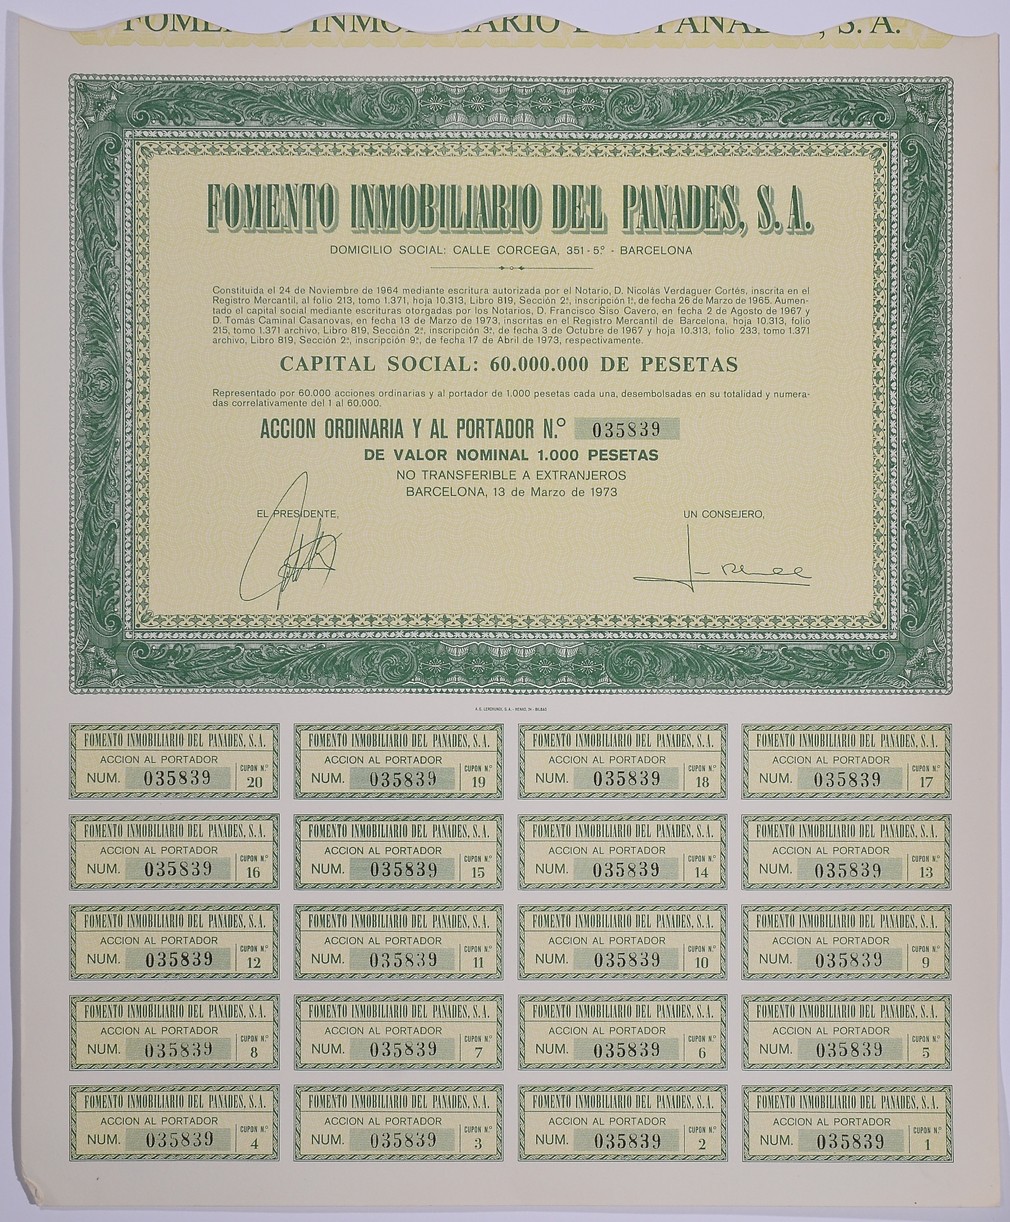 FOMENTO INMOBILIARIO DEL PANADES, S.A.
FOMENTO INMOBILIARIO DEL PANADES, S.A.
DOMICILIO SOCIAL: CALLE CORCEGA, 351 - 5.º - BARCELONA
Constituida el 24 de Noviembre de 1964 mediante escritura autorizada por el Notario, D. Nicolás Verdaguer Cortés, inscrita en el
Registro Mercantil, al folio 213, tomo 1.371, hoja 10.313, Libro 819, Sección 2.ª, inscripción 1.ª, de fecha 26 de Marzo de 1965. Aumen-
tado el capital social mediante escrituras otorgadas por los Notarios, D. Francisco Siso Cavero, en fecha 2 de Agosto de 1967 y
D. Tomás Caminal Casanovas, en fecha 13 de Marzo de 1973, inscritas en el Registro Mercantil de Barcelona, hoja 10.313, folio
215, tomo 1.371 archivo, Libro 819, Sección 2.ª, inscripción 3.ª, de fecha 3 de Octubre de 1967 y hoja 10.313, folio 233, tomo 1.371
archivo, Libro 819, Sección 2.ª, inscripción 9.ª, de fecha 17 de Abril de 1973, respectivamente.
CAPITAL SOCIAL: 60.000.000 DE PESETAS
Representado por 60.000 acciones ordinarias y al portador de 1.000 pesetas cada una, desembolsadas en su totalidad y numera-
das correlativamente del 1 al 60.000.
ACCION ORDINARIA Y AL PORTADOR N.º 035839
DE VALOR NOMINAL 1.000 PESETAS
NO TRANSFERIBLE A EXTRANJEROS
BARCELONA, 13 de Marzo de 1973
EL PRESIDENTE,
UN CONSEJERO,
FOMENTO INMOBILIARIO DEL PANADES, S.A.
ACCION AL PORTADOR
NUM. 035839
CUPON N.º
20
FOMENTO INMOBILIARIO DEL PANADES, S.A.
ACCION AL PORTADOR
NUM. 035839
CUPON N.º
19
FOMENTO INMOBILIARIO DEL PANADES, S.A.
ACCION AL PORTADOR
NUM. 035839
CUPON N.º
18
FOMENTO INMOBILIARIO DEL PANADES, S.A.
ACCION AL PORTADOR
NUM. 035839
CUPON N.º
17
FOMENTO INMOBILIARIO DEL PANADES, S.A.
ACCION AL PORTADOR
NUM. 035839
CUPON N.º
16
FOMENTO INMOBILIARIO DEL PANADES, S.A.
ACCION AL PORTADOR
NUM. 035839
CUPON N.º
15
FOMENTO INMOBILIARIO DEL PANADES, S.A.
ACCION AL PORTADOR
NUM. 035839
CUPON N.º
14
FOMENTO INMOBILIARIO DEL PANADES, S.A.
ACCION AL PORTADOR
NUM. 035839
CUPON N.º
13
FOMENTO INMOBILIARIO DEL PANADES, S.A.
ACCION AL PORTADOR
NUM. 035839
CUPON N.º
12
FOMENTO INMOBILIARIO DEL PANADES, S.A.
ACCION AL PORTADOR
NUM. 035839
CUPON N.º
11
FOMENTO INMOBILIARIO DEL PANADES, S.A.
ACCION AL PORTADOR
NUM. 035839
CUPON N.º
10
FOMENTO INMOBILIARIO DEL PANADES, S.A.
ACCION AL PORTADOR
NUM. 035839
CUPON N.º
9
FOMENTO INMOBILIARIO DEL PANADES, S.A.
ACCION AL PORTADOR
NUM. 035839
CUPON N.º
8
FOMENTO INMOBILIARIO DEL PANADES, S.A.
ACCION AL PORTADOR
NUM. 035839
CUPON N.º
7
FOMENTO INMOBILIARIO DEL PANADES, S.A.
ACCION AL PORTADOR
NUM. 035839
CUPON N.º
6
FOMENTO INMOBILIARIO DEL PANADES, S.A.
ACCION AL PORTADOR
NUM. 035839
CUPON N.º
5
FOMENTO INMOBILIARIO DEL PANADES, S.A.
ACCION AL PORTADOR
NUM. 035839
CUPON N.º
4
FOMENTO INMOBILIARIO DEL PANADES, S.A.
ACCION AL PORTADOR
NUM. 035839
CUPON N.º
3
FOMENTO INMOBILIARIO DEL PANADES, S.A.
ACCION AL PORTADOR
NUM. 035839
CUPON N.º
2
FOMENTO INMOBILIARIO DEL PANADES, S.A.
ACCION AL PORTADOR
NUM. 035839
CUPON N.º
1